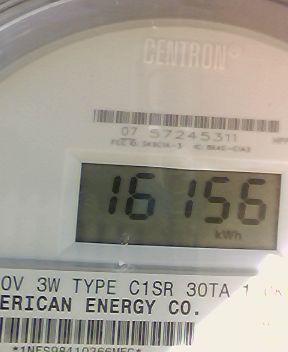 CENTRON®
07 57245311
16156
kWh
0V 3W TYPE C1SR 30TA
ERICAN ENERGY CO.